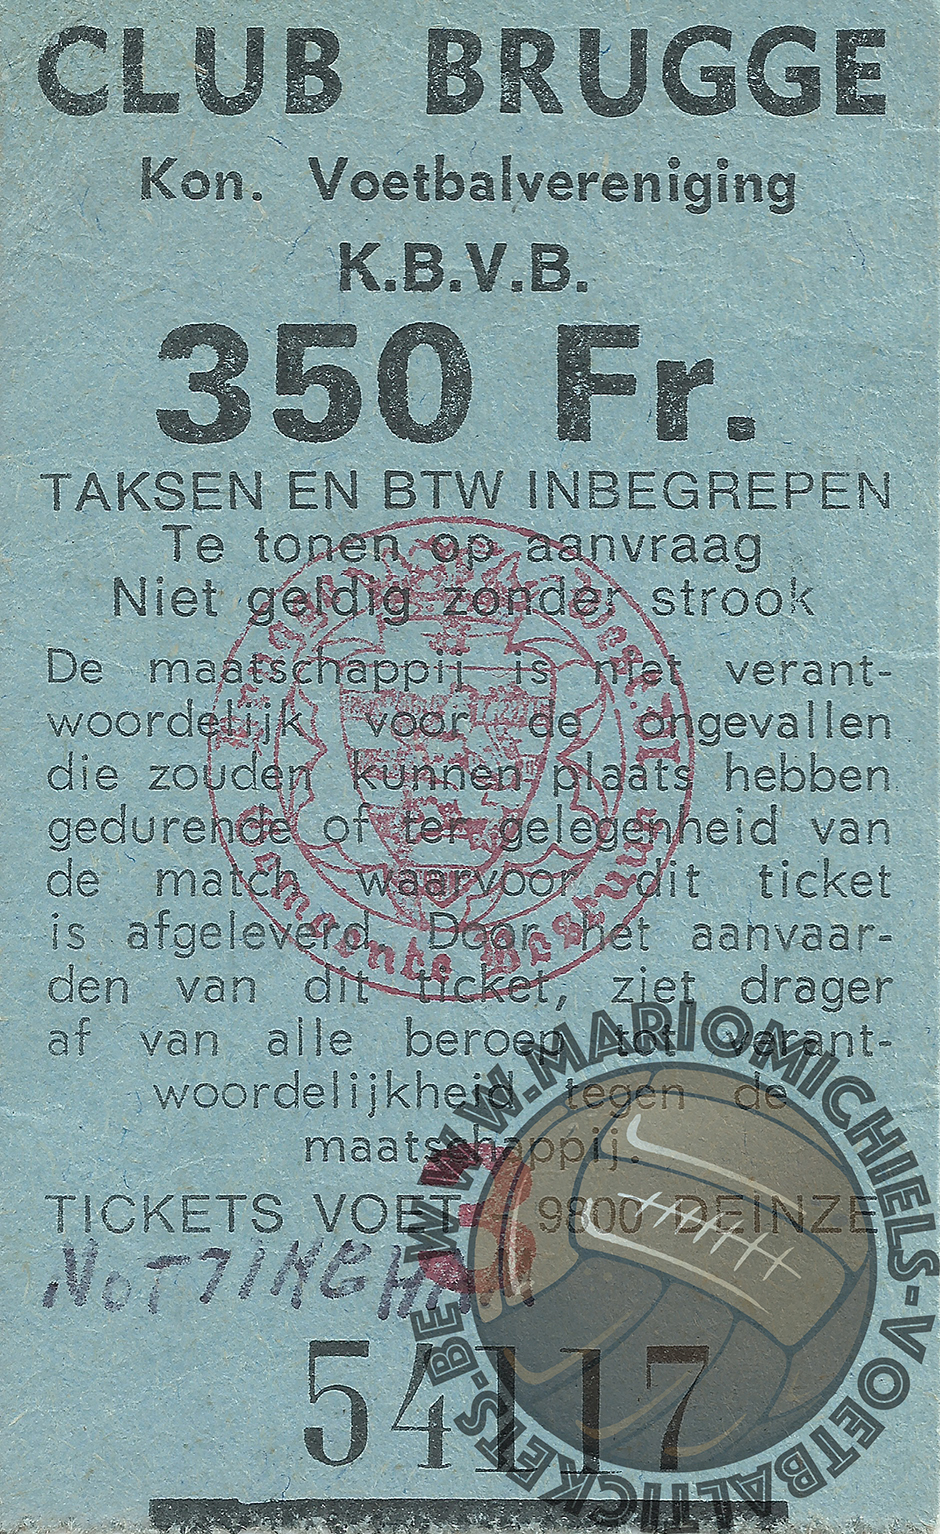 CLUB BRUGGE
Kon. Voetbalvereniging
K.B.V.B.
350 Fr.
TAKSEN EN BTW INBEGREPEN
Te tonen op aanvraag
Niet geldig zonder strook
De maatschappij is niet verant-
woordelijk voor de ongevallen
die zouden kunnen plaats hebben
gedurende of ter gelegenheid van
de match waarvoor dit ticket
is afgeleverd. Door het aanvaar-
den van dit ticket, ziet drager
af van alle beroep tot verant-
woordelijkheid tegen de
maatschappij.
TICKETS VOET - 9800 DEINZE
NOTTINGHAM
54117
Gemeente Bestuur
WWW.MARIOMICHIELS-VOETBALTICKETS.BE